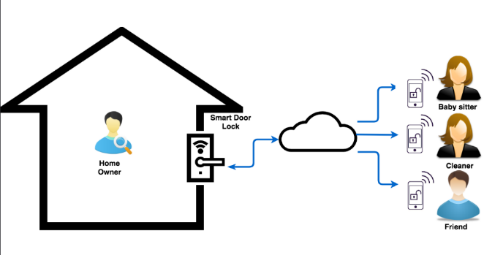 Smart Door
Lock
Home
Owner
Baby sitter
Cleaner
Friend